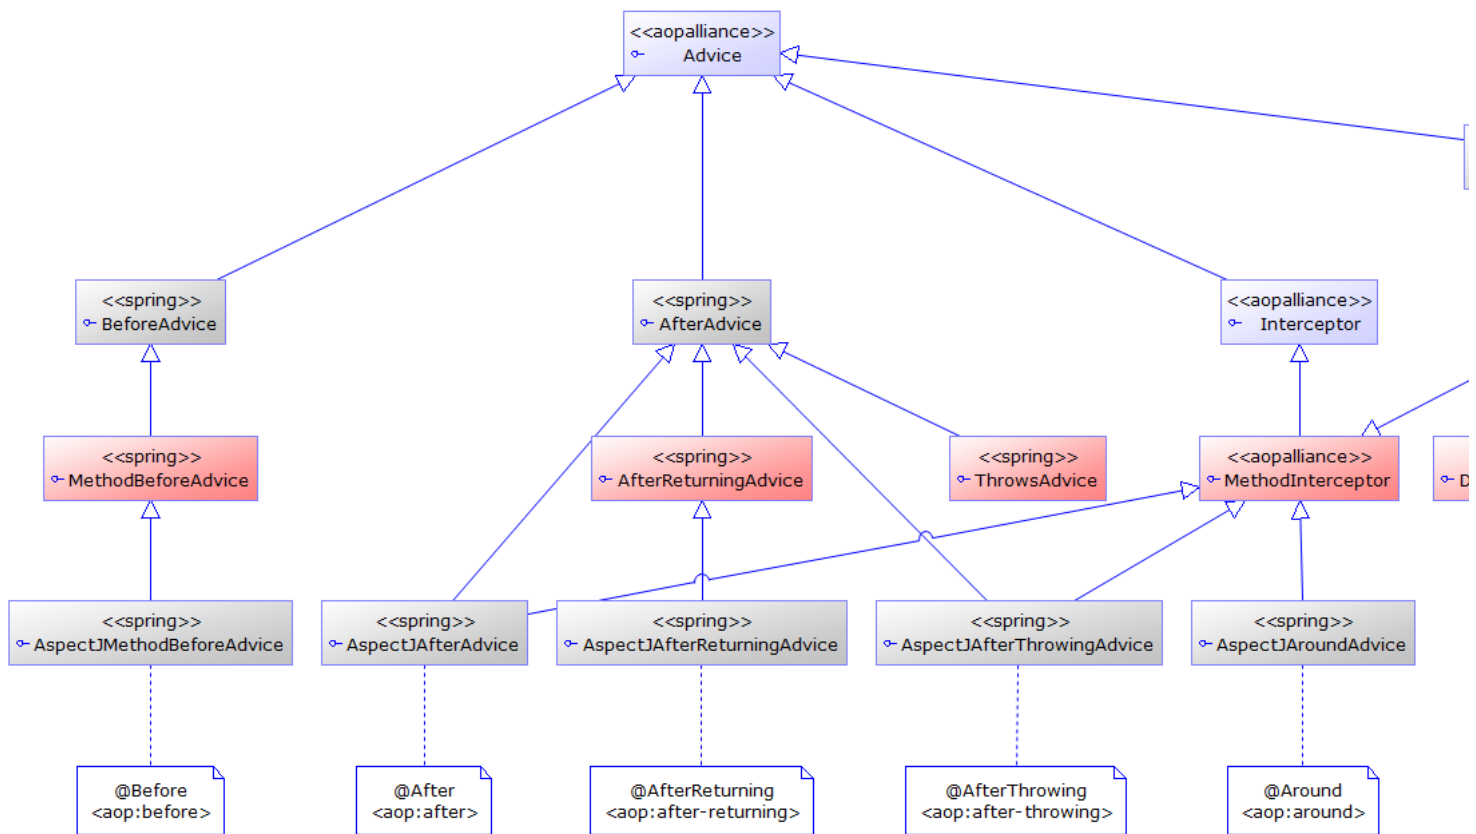 <<aopalliance>>
Advice
<<spring>>
BeforeAdvice
<<spring>>
AfterAdvice
<<aopalliance>>
Interceptor
<<spring>>
MethodBeforeAdvice
<<spring>>
AfterReturningAdvice
<<spring>>
ThrowsAdvice
<<aopalliance>>
MethodInterceptor
D
<<spring>>
AspectJMethodBeforeAdvice
<<spring>>
AspectJAfterAdvice
<<spring>>
AspectJAfterReturningAdvice
<<spring>>
AspectJAfterThrowingAdvice
<<spring>>
AspectJAroundAdvice
@Before
<aop:before>
@After
<aop:after>
@AfterReturning
<aop:after-returning>
@AfterThrowing
<aop:after-throwing>
@Around
<aop:around>